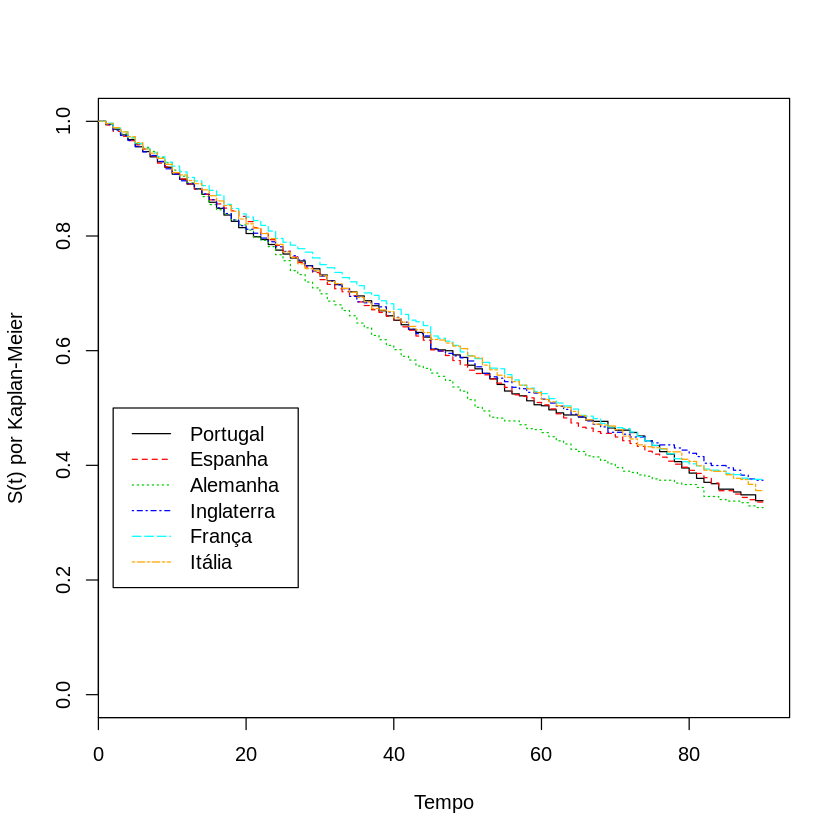 S(t) por Kaplan-Meier
1.0
0.8
0.6
0.4
0.2
0.0
Portugal
Espanha
Alemanha
Inglaterra
França
Itália
0 20 40 60 80
Tempo